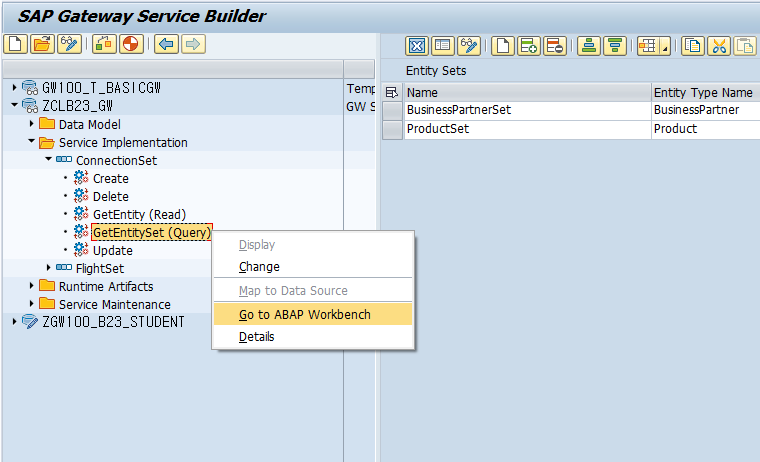 SAP Gateway Service Builder
GW100_T_BASICGW
Temp
ZCLB23_GW
GW S
Data Model
Service Implementation
ConnectionSet
Create
Delete
GetEntity (Read)
GetEntitySet (Query)
Update
FlightSet
Runtime Artifacts
Service Maintenance
ZGW100_B23_STUDENT
Display
Change
Map to Data Source
Go to ABAP Workbench
Details
Entity Sets
Name Entity Type Name
BusinessPartnerSet BusinessPartner
ProductSet Product